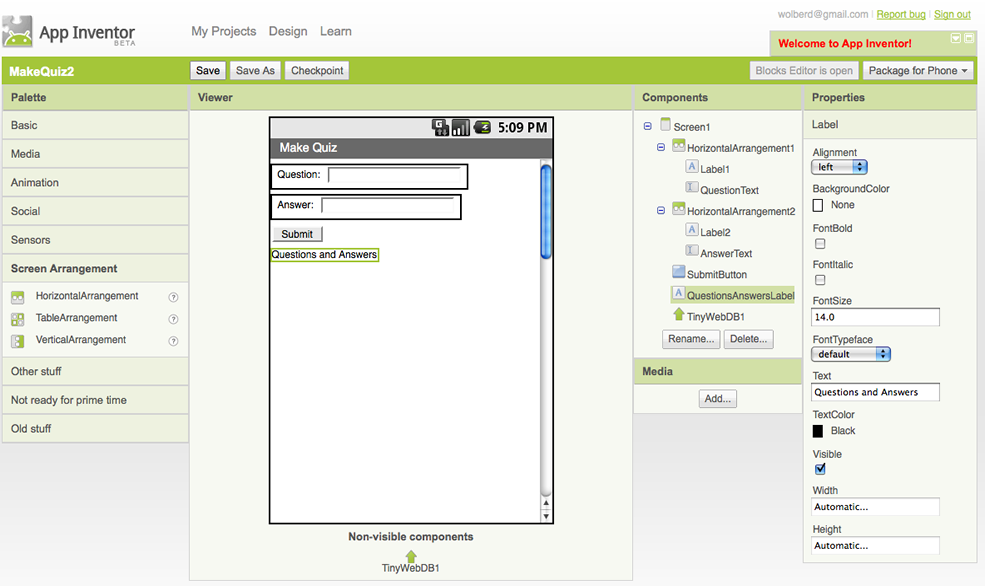 wolberd@gmail.com | Report bug | Sign out
App Inventor
BETA
My Projects Design Learn
Welcome to App Inventor!
MakeQuiz2
Save Save As Checkpoint
Blocks Editor is open Package for Phone
Palette
Basic
Media
Animation
Social
Sensors
Screen Arrangement
HorizontalArrangement ?
TableArrangement ?
VerticalArrangement ?
Other stuff
Not ready for prime time
Old stuff
Viewer
5:09 PM
Make Quiz
Question:
Answer:
Submit
Questions and Answers
Non-visible components
TinyWebDB1
Components
Screen1
HorizontalArrangement1
A Label1
QuestionText
HorizontalArrangement2
A Label2
AnswerText
SubmitButton
A QuestionsAnswersLabel
TinyWebDB1
Rename... Delete...
Media
Add...
Properties
Label
Alignment
left
BackgroundColor
None
FontBold
FontItalic
FontSize
14.0
FontTypeface
default
Text
Questions and Answers
TextColor
Black
Visible
Width
Automatic...
Height
Automatic...